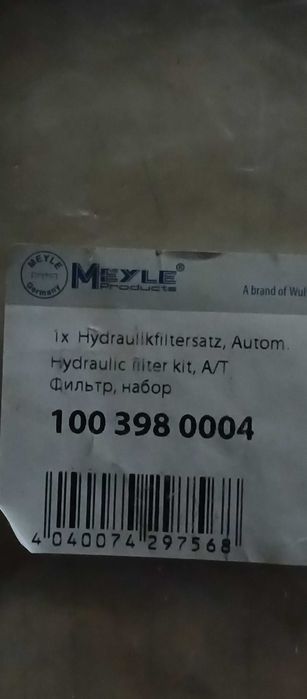 MEYLE
Germany
MEYLE®
Products
A brand of Wul
1x Hydraulikfiltersatz, Autom.
Hydraulic filter kit, A/T
Фильтр, набор
100 398 0004
4 040074 297568